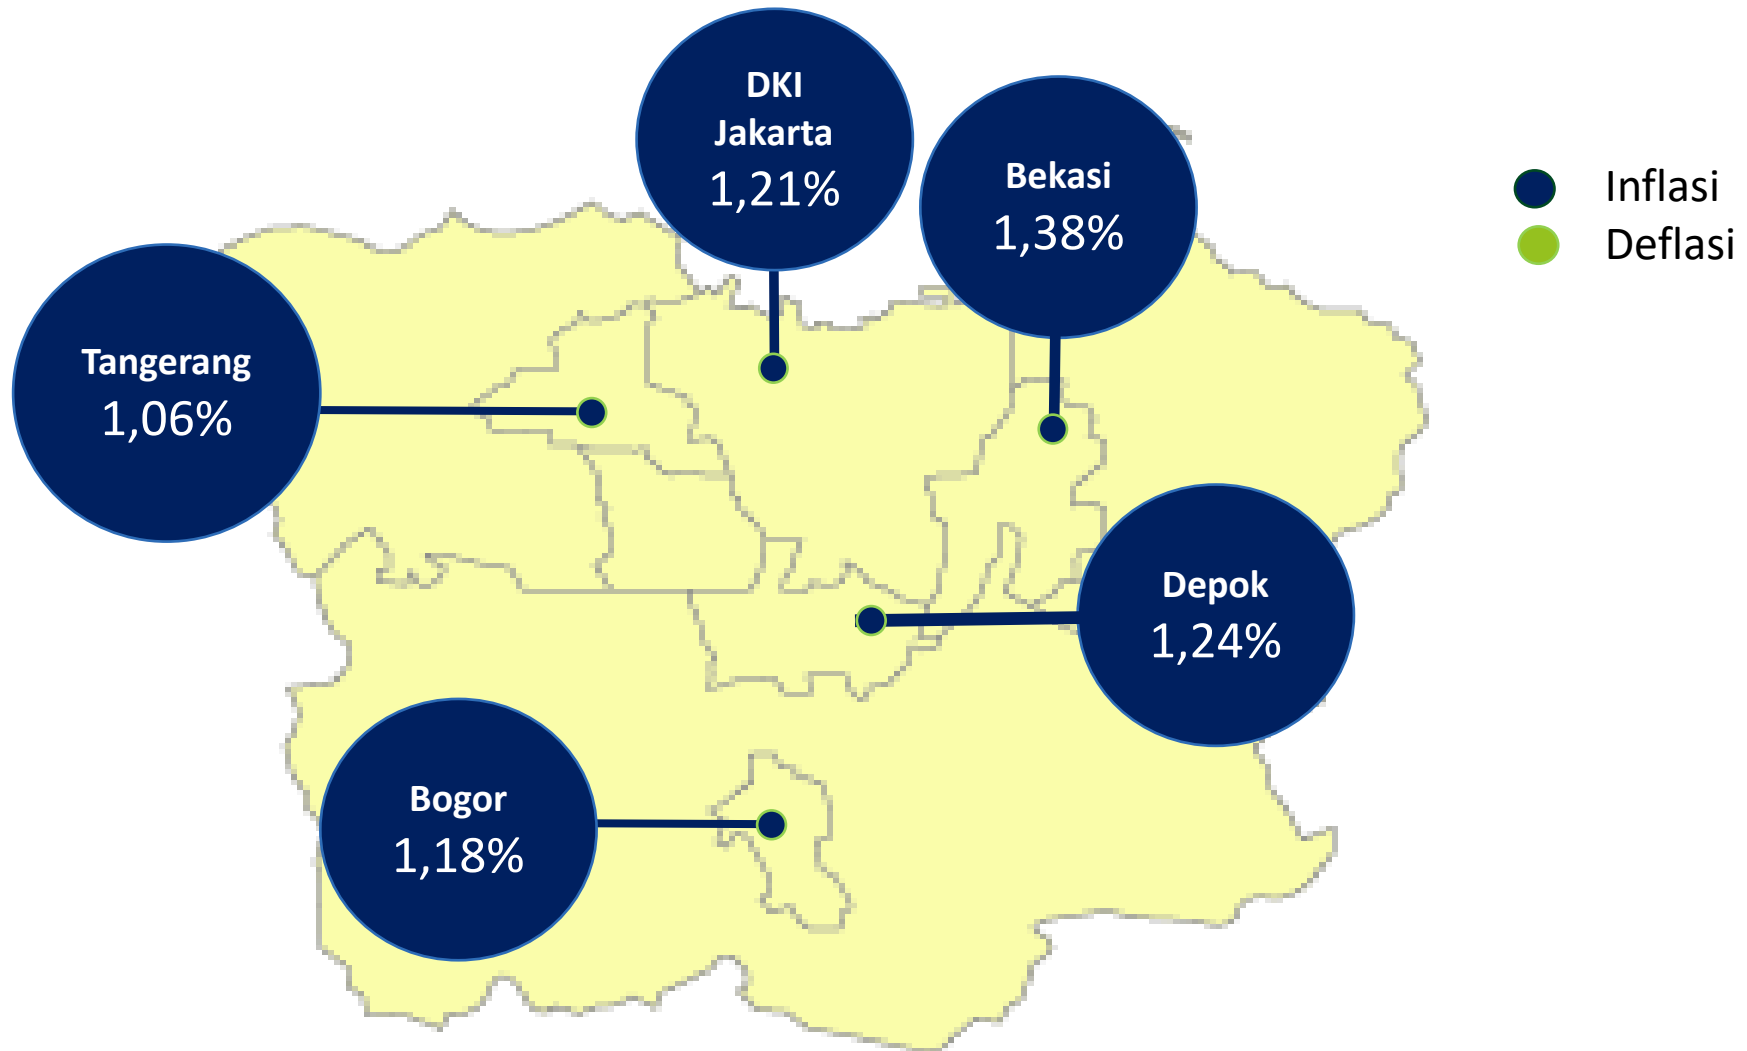 DKI
Jakarta
1,21%
Bekasi
1,38%
Inflasi
Deflasi
Tangerang
1,06%
Depok
1,24%
Bogor
1,18%